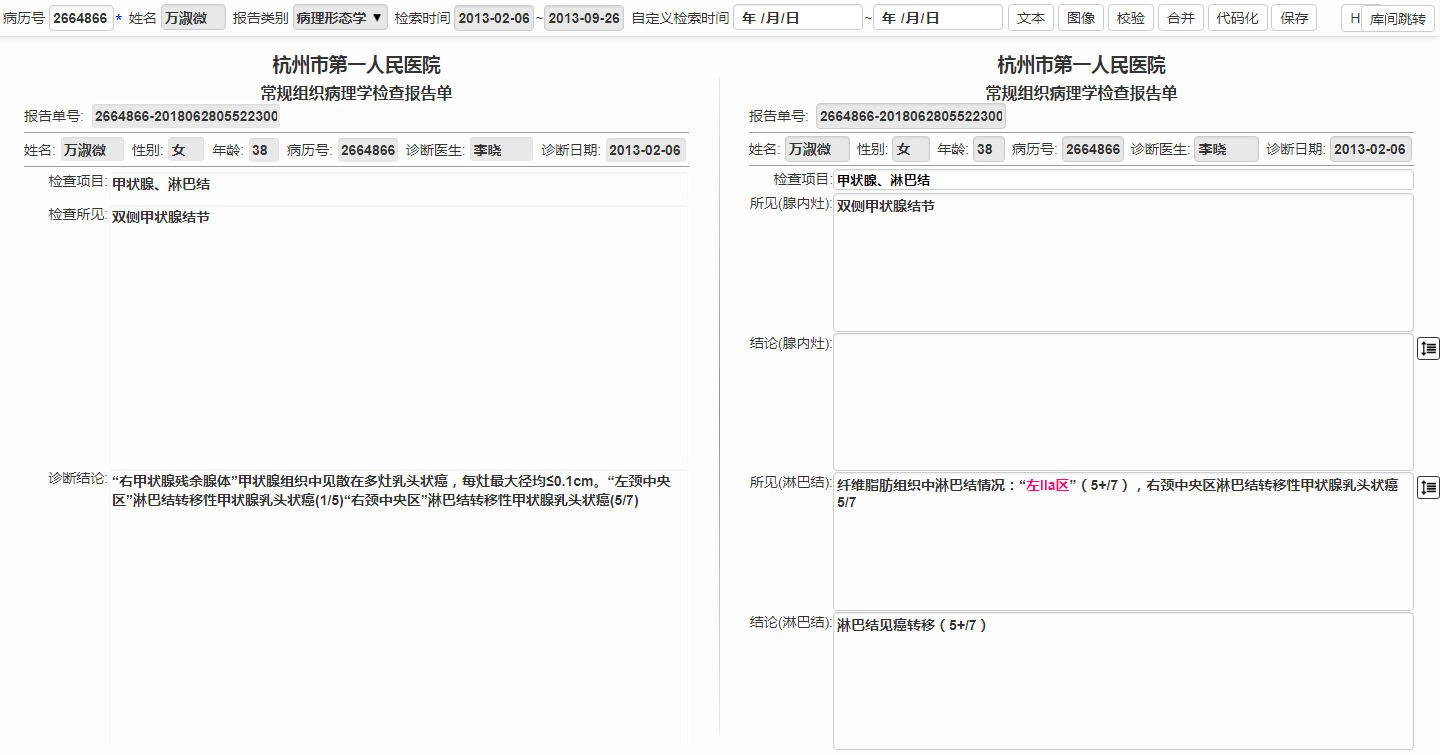 病历号 2664866 * 姓名 万淑微 报告类别 病理形态学 ▼ 检索时间 2013-02-06 ~ 2013-09-26 自定义检索时间 年 /月/日 ~ 年 /月/日 文本 图像 校验 合并 代码化 保存 H 库间跳转
杭州市第一人民医院
常规组织病理学检查报告单
报告单号: 2664866-2018062805522300
姓名: 万淑微 性别: 女 年龄: 38 病历号: 2664866 诊断医生: 李晓 诊断日期: 2013-02-06
检查项目: 甲状腺、淋巴结
检查所见: 双侧甲状腺结节
诊断结论: “右甲状腺残余腺体”甲状腺组织中见散在多灶乳头状癌，每灶最大径均≤0.1cm。“左颈中央
区”淋巴结转移性甲状腺乳头状癌(1/5)“右颈中央区”淋巴结转移性甲状腺乳头状癌(5/7)
杭州市第一人民医院
常规组织病理学检查报告单
报告单号: 2664866-2018062805522300
姓名: 万淑微 性别: 女 年龄: 38 病历号: 2664866 诊断医生: 李晓 诊断日期: 2013-02-06
检查项目: 甲状腺、淋巴结
所见(腺内灶): 双侧甲状腺结节
结论(腺内灶):
所见(淋巴结): 纤维脂肪组织中淋巴结情况：“左IIa区”（5+/7），右颈中央区淋巴结转移性甲状腺乳头状癌
5/7
结论(淋巴结): 淋巴结见癌转移（5+/7）